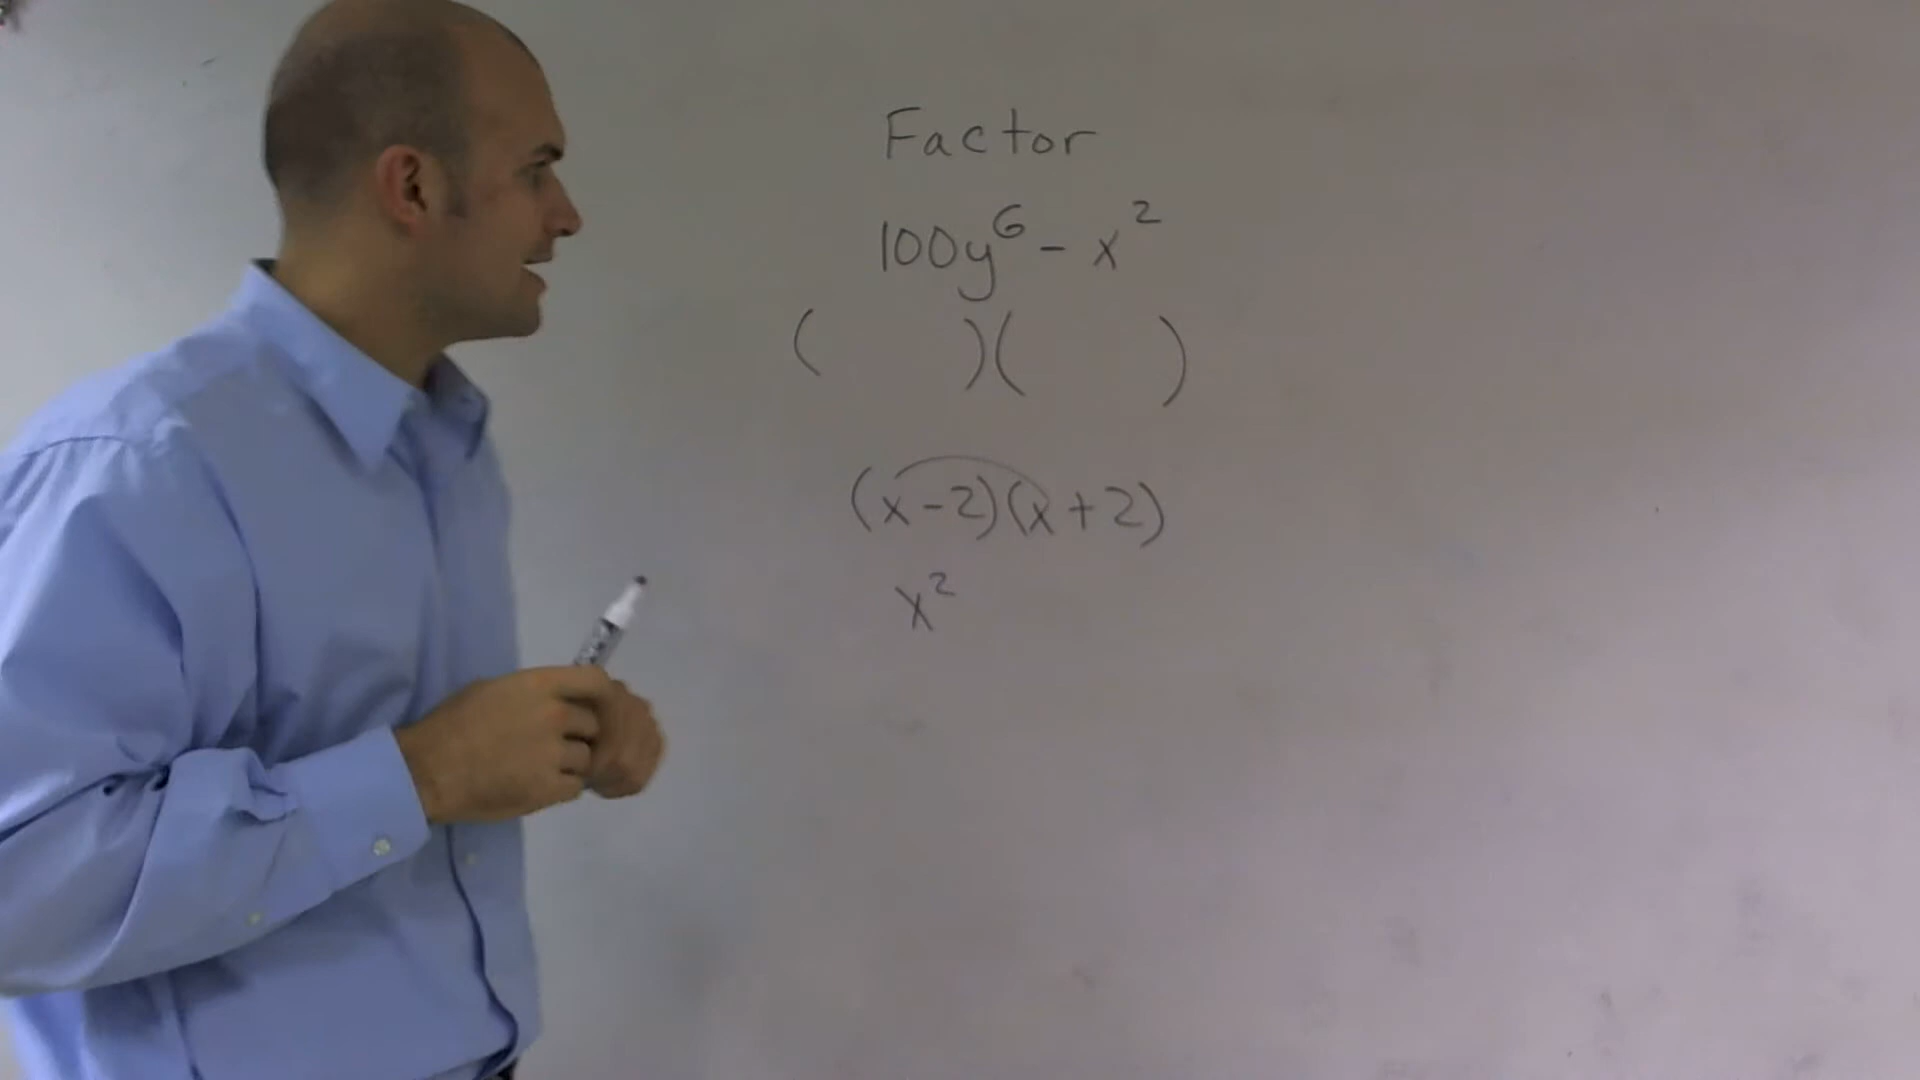 Factor
100y⁶ - x²
(      )(      )
(x-2)(x+2)
x²